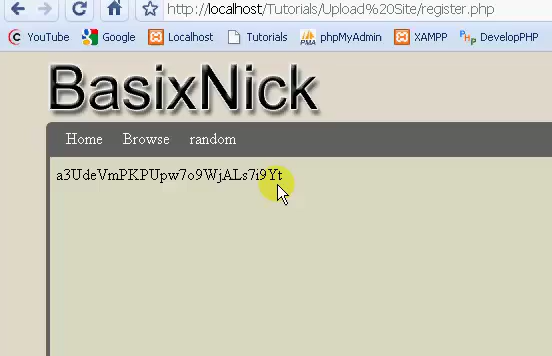 http://localhost/Tutorials/Upload%20Site/register.php
YouTube Google Localhost Tutorials phpMyAdmin XAMPP DevelopPHP
BasixNick
Home Browse random
a3UdeVmPKPUpw7o9WjALs7i9Yt